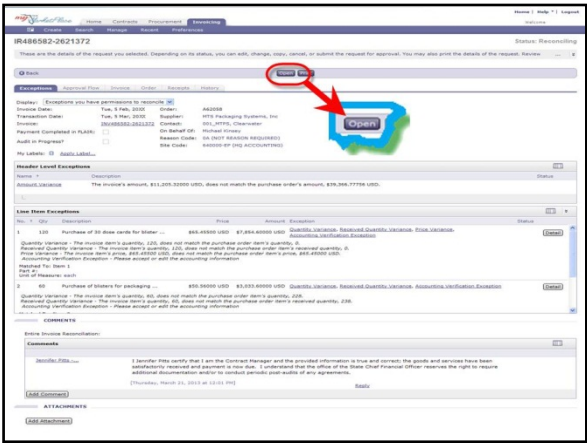 Home | Help | Logout
Home Contracts Procurement Invoicing
Welcome
Create Search Manage Recent Preferences
IR486582-2621372
Status: Reconciling
These are the details of the request you selected. Depending on its status, you can edit, change, copy, cancel, or submit the request for approval. You may also print the details of the request. Review ...
Back
Open Print
Exceptions Approval Flow Invoice Order Receipts History
Open
Display: Exceptions you have permissions to reconcile
Invoice Date: Tue, 5 Feb, Order: A62058
Transaction Date: Tue, 5 Mar, Supplier: MTS Packaging Systems, Inc
Invoice: INV486582-2621372 Contact: Clearwater
Payment Completed in FLAIR: On Behalf Of: Michael Kinsey
Audit in Progress? Reason Code: 0A [NOT REASON REQUIRED]
Site Code: [HQ ACCOUNTING]
My Labels: Apply Label...
Header Level Exceptions
Name Description Status
Amount Variance The invoice's amount, $11,205.32000 USD, does not match the purchase order's amount, $39,366.77756 USD.
Line Item Exceptions
No. Qty Description Price Amount Exception Status
1 120 Purchase of 30 dose cards for blister ... $65.45500 USD $7,854.60000 USD Quantity Variance, Received Quantity Variance, Price Variance, Accounting Verification Exception Detail
Quantity Variance - The invoice item's quantity, 120, does not match the purchase order item's quantity, 0.
Received Quantity Variance - The invoice item's quantity, 120, does not match the purchase order item's received quantity, 0.
Price Variance - The invoice item's price, $65.45500 USD, does not match the purchase order item's price, $65.45000 USD.
Accounting Verification Exception - Please accept or edit the accounting information
Matched To: Item 1
Part #:
Unit of Measure: each
2 60 Purchase of blisters for packaging ... $3,033.60000 USD Quantity Variance, Received Quantity Variance, Accounting Verification Exception Detail
Quantity Variance - The invoice item's quantity, 60, does not match the purchase order item's quantity, 228.
Received Quantity Variance - The invoice item's quantity, 60, does not match the purchase order item's received quantity, 238.
Accounting Verification Exception - Please accept or edit the accounting information
COMMENTS
Entire Invoice Reconciliation:
Comments
Jennifer Pitts
I Jennifer Pitts certify that I am the Contract Manager and the provided information is true and correct; the goods and services have been
satisfactorily received and payment is now due. I understand that the office of the State Chief Financial Officer reserves the right to require
additional documentation and/or to conduct periodic post-audits of any agreements.
[Thursday, March 21, 2013 at 12:01 PM]
Reply
Add Comment
ATTACHMENTS
Add Attachment